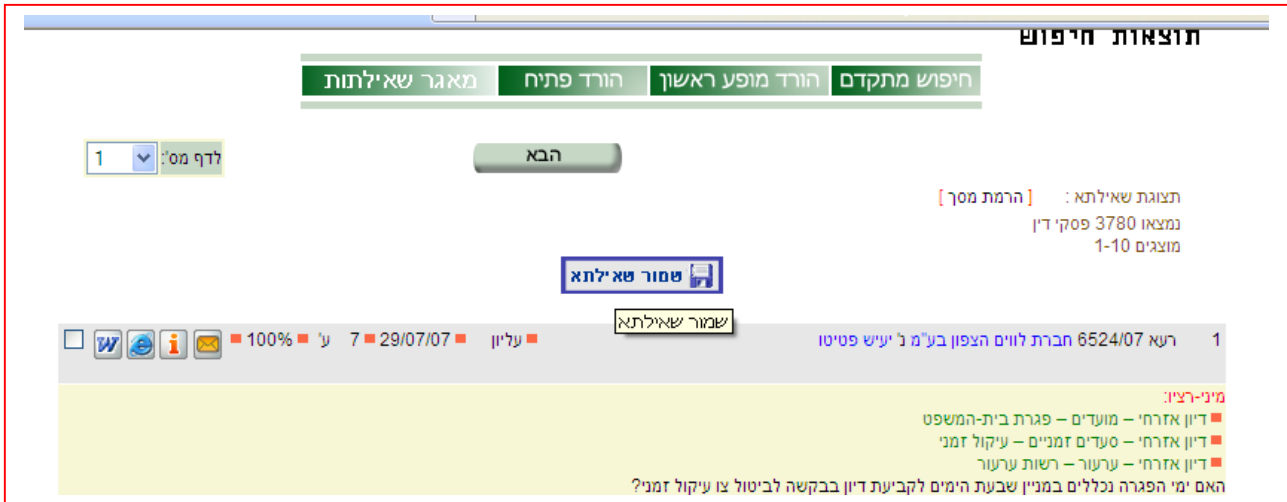 תוצאות חיפוש
חיפוש מתקדם הורד מופע ראשון הורד פתיח מאגר שאילתות
הבא לדף מס': 1
תצוגת שאילתא : [ הרמת מסך ]
נמצאו 3780 פסקי דין
מוצגים 1-10
שמור שאילתא
שמור שאילתא
1 רעא 6524/07 חברת לווים הצפון בע"מ נ' יעיש פטיטו עליון 29/07/07 7 ע' 100%
מיני-רציו:
דיון אזרחי – מועדים – פגרת בית-המשפט
דיון אזרחי – סעדים זמניים – עיקול זמני
דיון אזרחי – ערעור – רשות ערעור
האם ימי הפגרה נכללים במניין שבעת הימים לקביעת דיון בבקשה לביטול צו עיקול זמני?